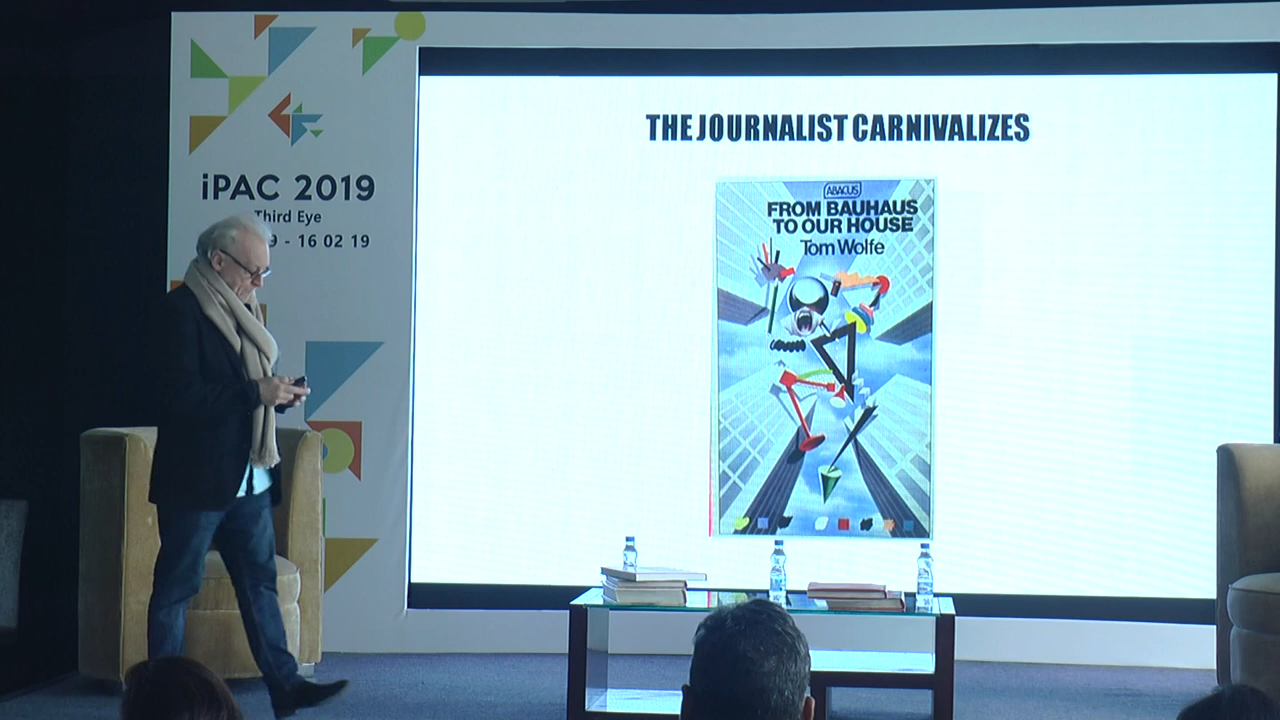 iPAC 2019
Third Eye
9 - 16 02 19
THE JOURNALIST CARNIVALIZES
ABACUS
FROM BAUHAUS
TO OUR HOUSE
Tom Wolfe